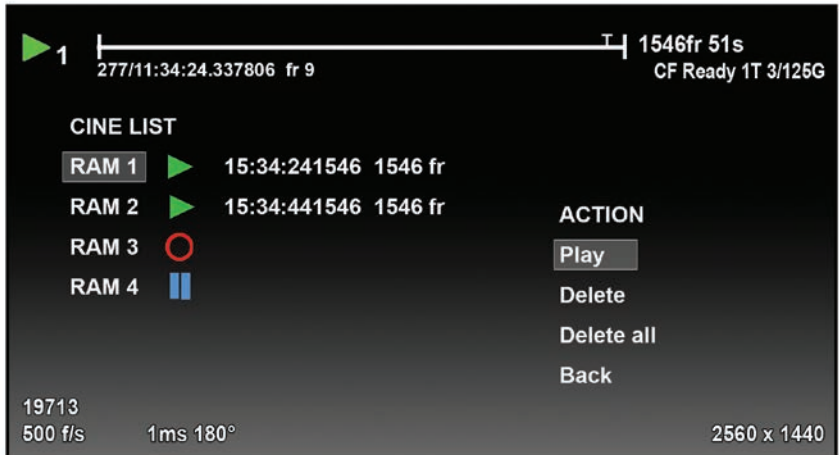 1
T
1546fr 51s
277/11:34:24.337806 fr 9
CF Ready 1T 3/125G
CINE LIST
RAM 1 15:34:241546 1546 fr
RAM 2 15:34:441546 1546 fr
RAM 3
RAM 4
ACTION
Play
Delete
Delete all
Back
19713
500 f/s 1ms 180°
2560 x 1440